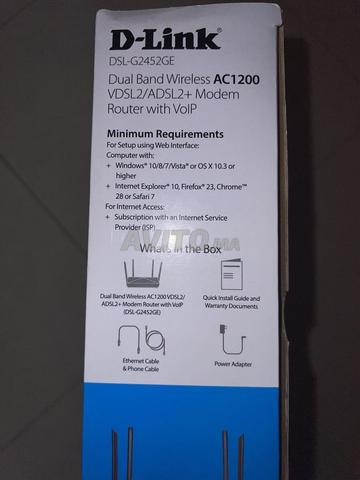 D-Link
DSL-G2452GE
Dual Band Wireless AC1200
VDSL2/ADSL2+ Modem
Router with VoIP
Minimum Requirements
For Setup using Web Interface:
Computer with:
+ Windows® 10/8/7/Vista® or OS X 10.3 or
higher
+ Internet Explorer® 10, Firefox® 23, Chrome™
28 or Safari 7
For Internet Access:
+ Subscription with an Internet Service
Provider (ISP)
AVITO.ma
What's in the Box
Dual Band Wireless AC1200 VDSL2/
ADSL2+ Modem Router with VoIP
(DSL-G2452GE)
Quick Install Guide and
Warranty Documents
Ethernet Cable
& Phone Cable
Power Adapter